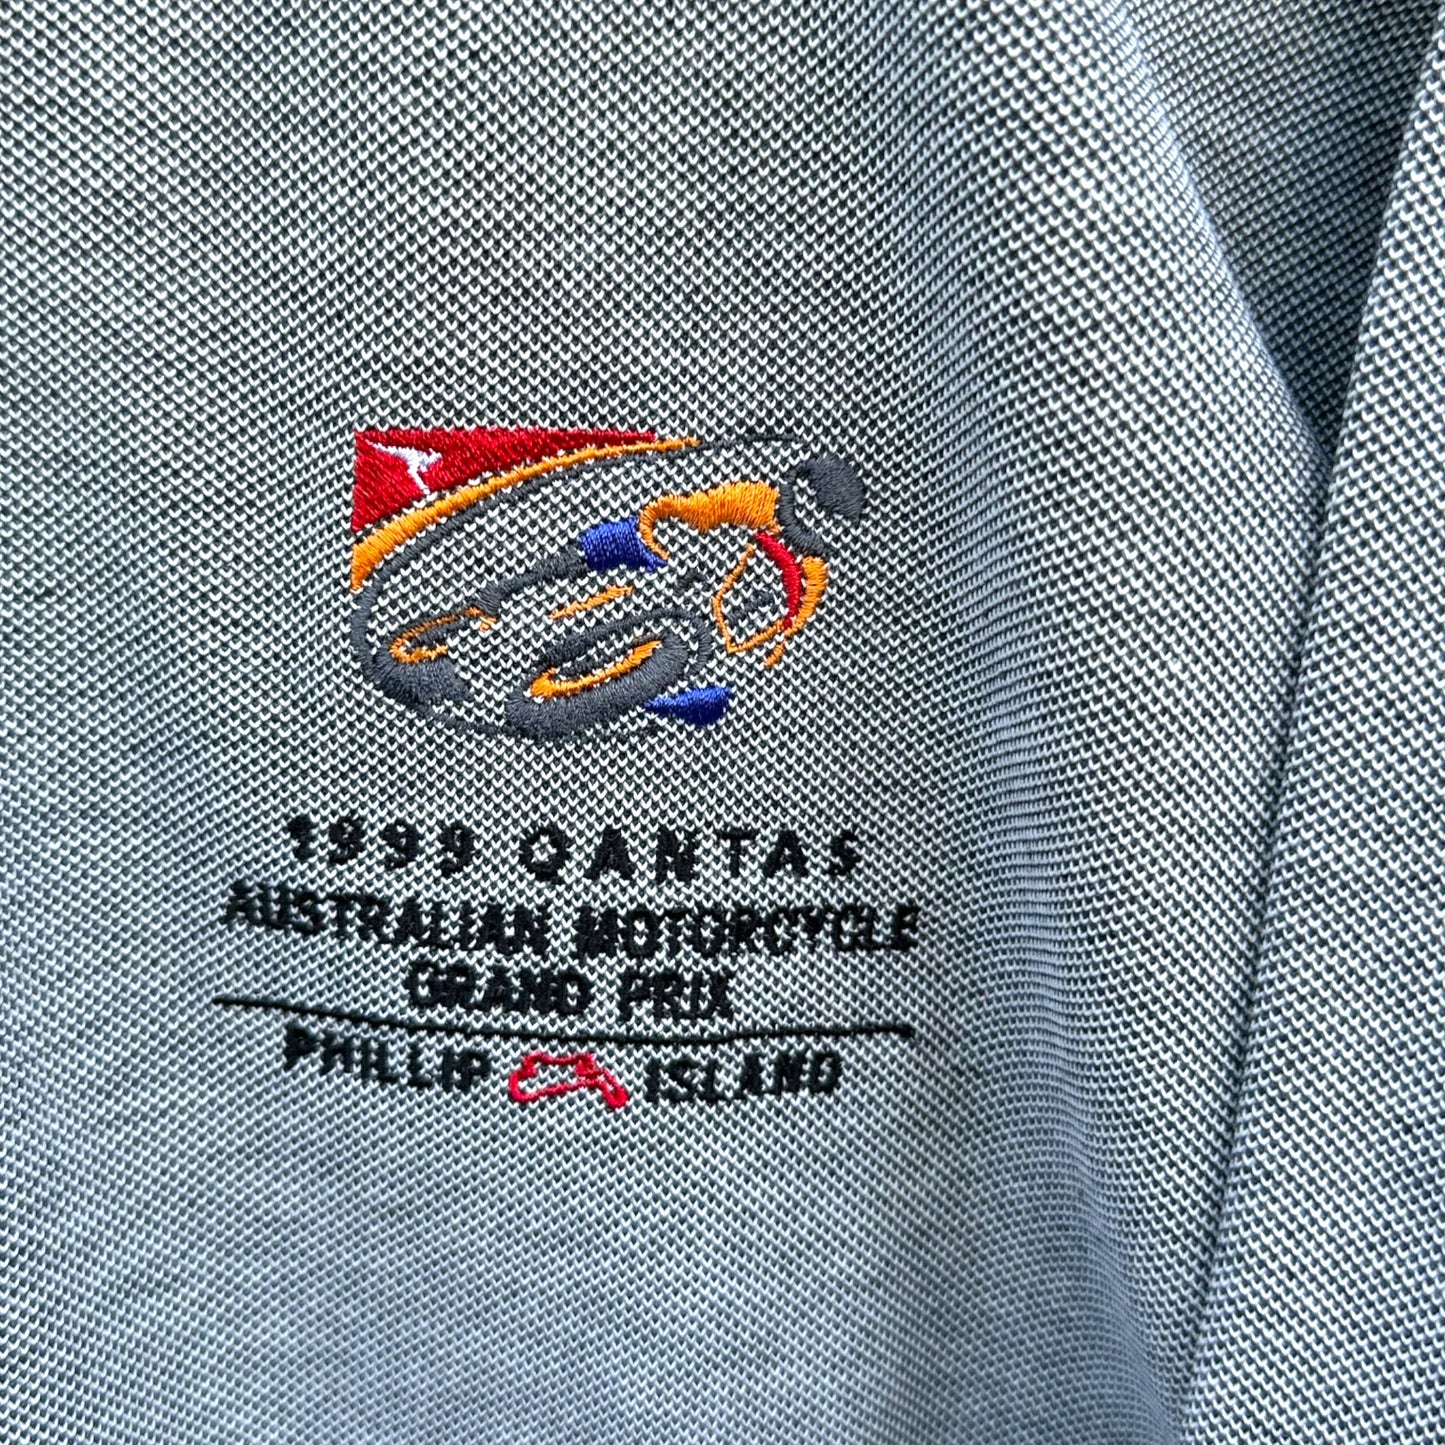 1999 QANTAS
AUSTRALIAN MOTORCYCLE
GRAND PRIX
PHILLIP ISLAND